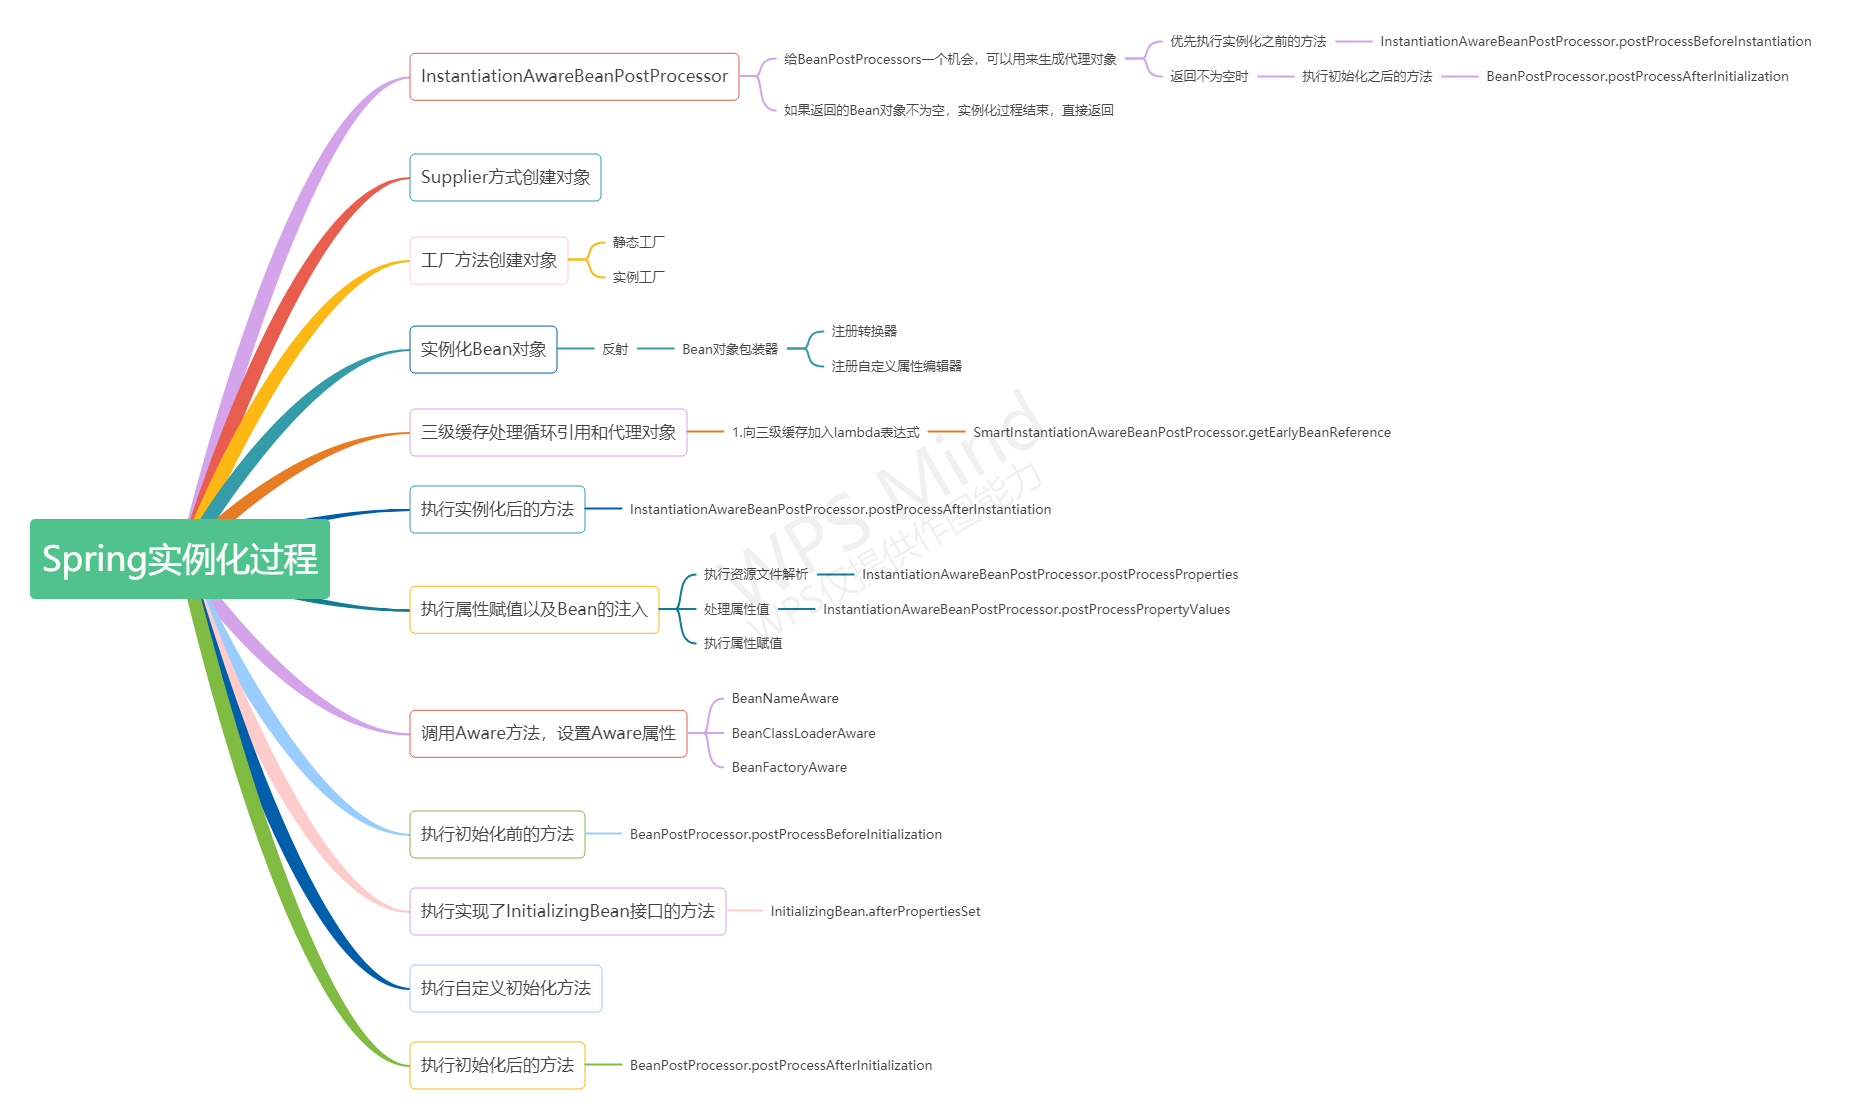 Spring实例化过程
InstantiationAwareBeanPostProcessor
给BeanPostProcessors一个机会，可以用来生成代理对象
优先执行实例化之前的方法
InstantiationAwareBeanPostProcessor.postProcessBeforeInstantiation
返回不为空时
执行初始化之后的方法
BeanPostProcessor.postProcessAfterInitialization
如果返回的Bean对象不为空，实例化过程结束，直接返回
Supplier方式创建对象
工厂方法创建对象
静态工厂
实例工厂
实例化Bean对象
反射
Bean对象包装器
注册转换器
注册自定义属性编辑器
三级缓存处理循环引用和代理对象
1.向三级缓存加入lambda表达式
SmartInstantiationAwareBeanPostProcessor.getEarlyBeanReference
执行实例化后的方法
InstantiationAwareBeanPostProcessor.postProcessAfterInstantiation
执行属性赋值以及Bean的注入
执行资源文件解析
InstantiationAwareBeanPostProcessor.postProcessProperties
处理属性值
InstantiationAwareBeanPostProcessor.postProcessPropertyValues
执行属性赋值
调用Aware方法，设置Aware属性
BeanNameAware
BeanClassLoaderAware
BeanFactoryAware
执行初始化前的方法
BeanPostProcessor.postProcessBeforeInitialization
执行实现了InitializingBean接口的方法
InitializingBean.afterPropertiesSet
执行自定义初始化方法
执行初始化后的方法
BeanPostProcessor.postProcessAfterInitialization
WPS Mind
WPS仅提供作图能力